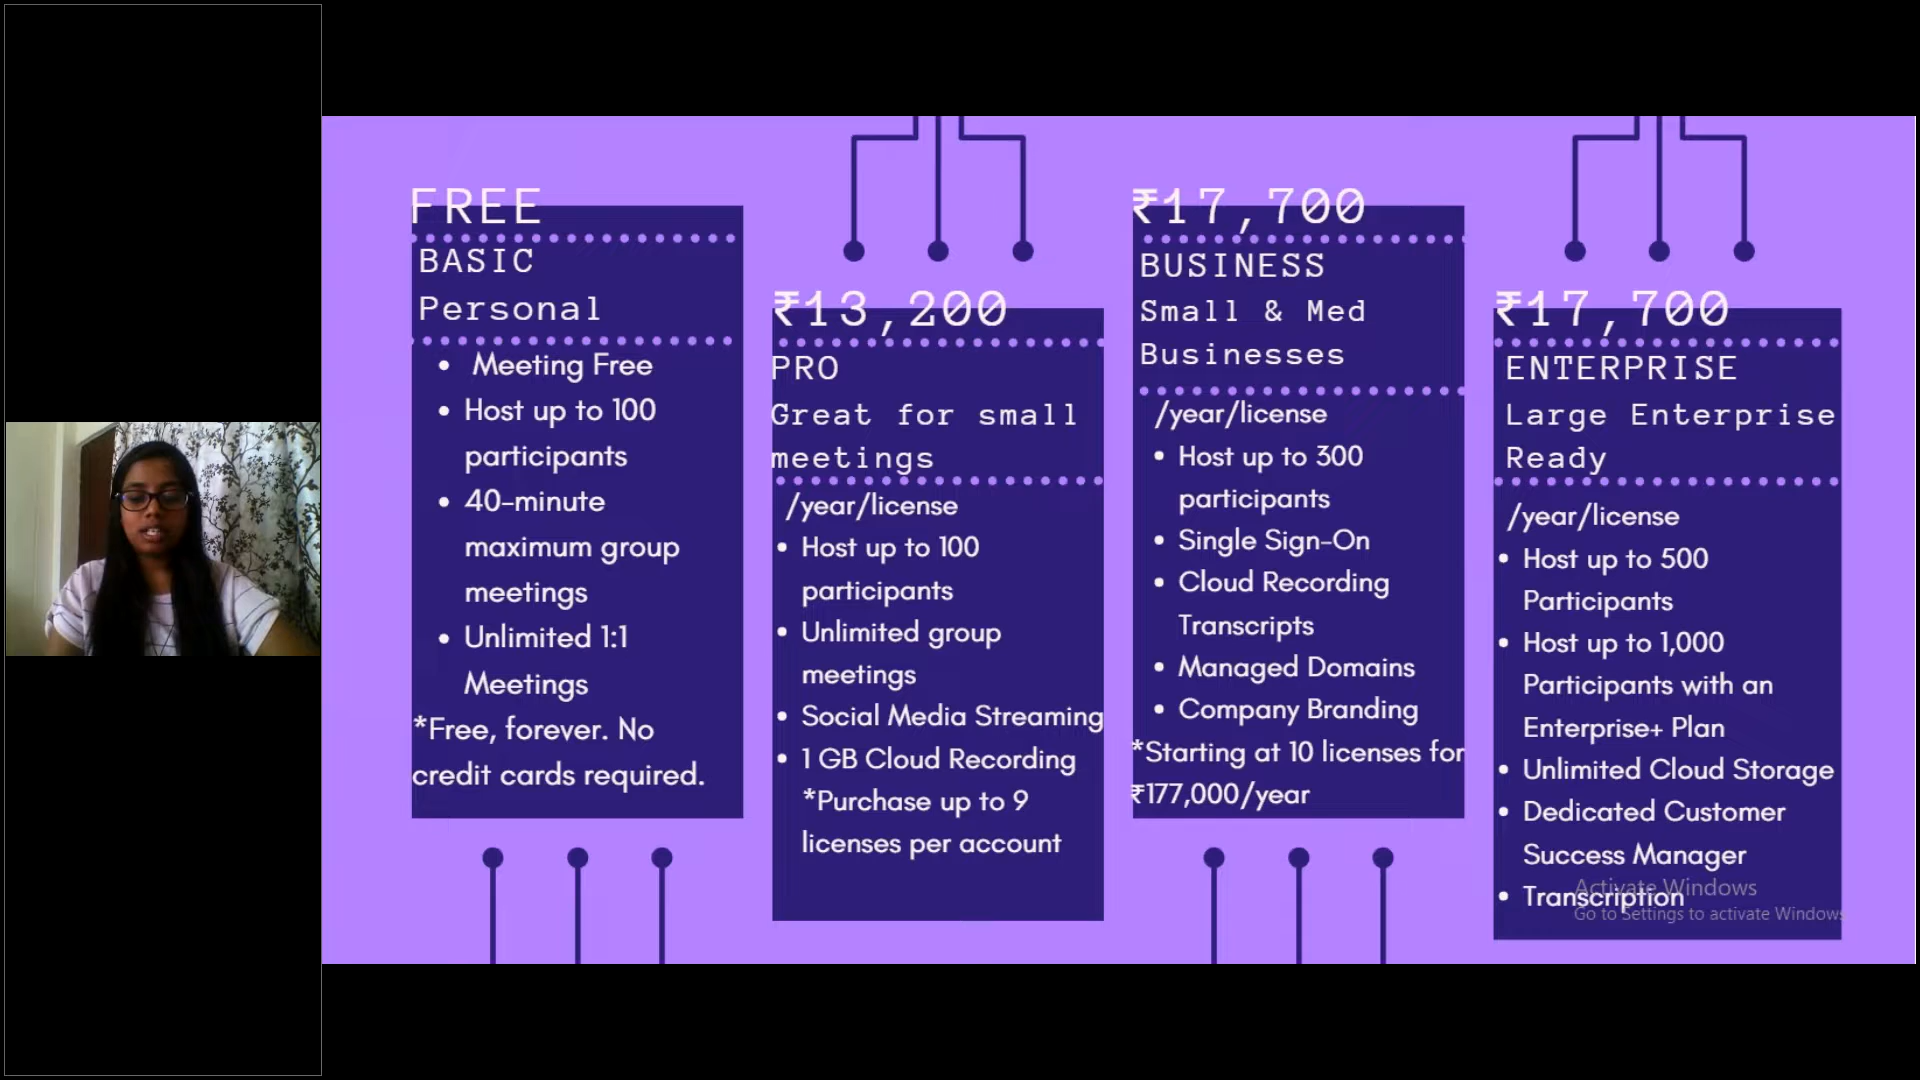 FREE
BASIC
Personal
• Meeting Free
• Host up to 100
participants
• 40-minute
maximum group
meetings
• Unlimited 1:1
Meetings
*Free, forever. No
credit cards required.
₹13,200
PRO
Great for small
meetings
/year/license
• Host up to 100
participants
• Unlimited group
meetings
• Social Media Streaming
• 1 GB Cloud Recording
*Purchase up to 9
licenses per account
₹17,700
BUSINESS
Small & Med
Businesses
/year/license
• Host up to 300
participants
• Single Sign-On
• Cloud Recording
Transcripts
• Managed Domains
• Company Branding
*Starting at 10 licenses for
₹177,000/year
₹17,700
ENTERPRISE
Large Enterprise
Ready
/year/license
• Host up to 500
Participants
• Host up to 1,000
Participants with an
Enterprise+ Plan
• Unlimited Cloud Storage
• Dedicated Customer
Success Manager
• Transcription
Activate Windows
Go to Settings to activate Windows